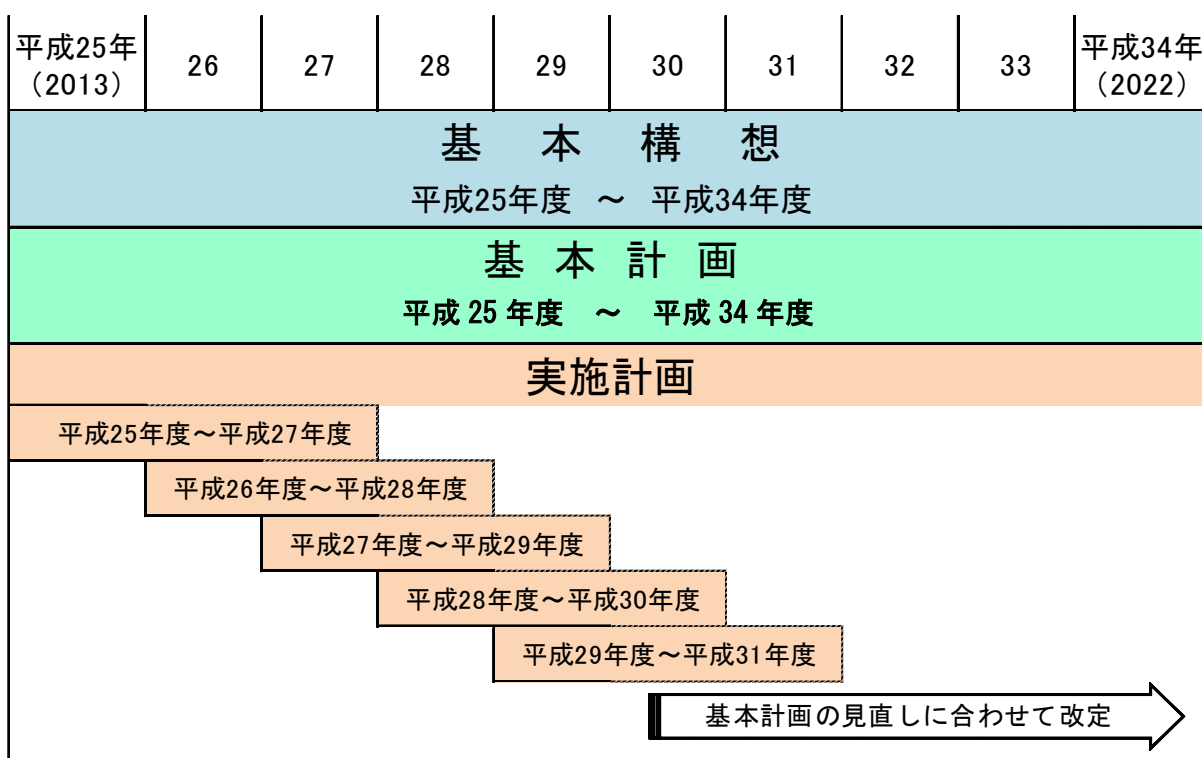 平成25年
（2013）
26
27
28
29
30
31
32
33
平成34年
（2022）
基本構想
平成25年度 ～ 平成34年度
基本計画
平成 25 年度 ～ 平成 34 年度
実施計画
平成25年度～平成27年度
平成26年度～平成28年度
平成27年度～平成29年度
平成28年度～平成30年度
平成29年度～平成31年度
基本計画の見直しに合わせて改定